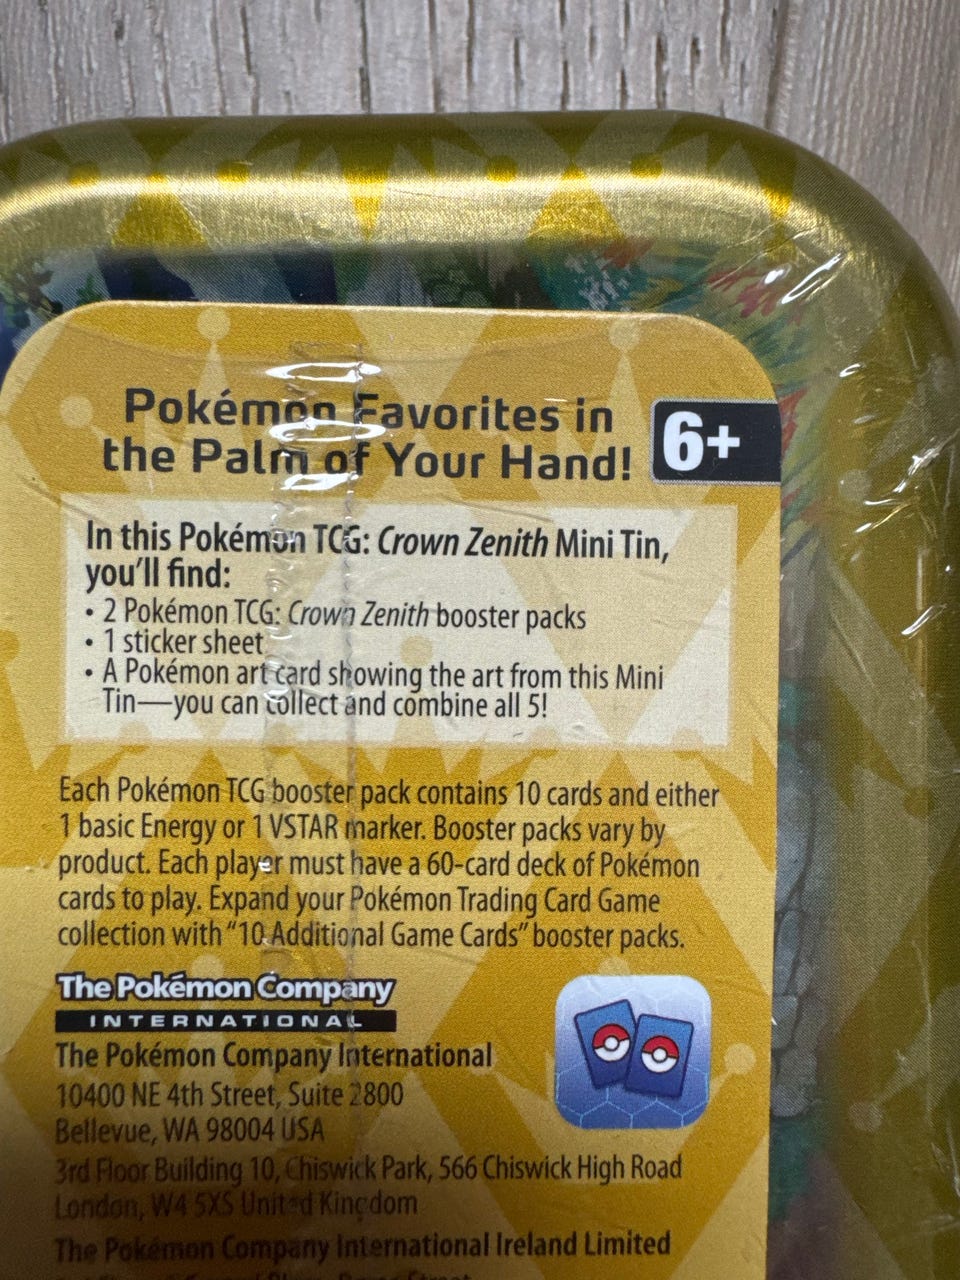 Pokémon Favorites in
the Palm of Your Hand!
6+
In this Pokémon TCG: Crown Zenith Mini Tin,
you'll find:
• 2 Pokémon TCG: Crown Zenith booster packs
• 1 sticker sheet
• A Pokémon art card showing the art from this Mini
Tin—you can collect and combine all 5!
Each Pokémon TCG booster pack contains 10 cards and either
1 basic Energy or 1 VSTAR marker. Booster packs vary by
product. Each player must have a 60-card deck of Pokémon
cards to play. Expand your Pokémon Trading Card Game
collection with “10 Additional Game Cards” booster packs.
The Pokémon Company
INTERNATIONAL
The Pokémon Company International
10400 NE 4th Street, Suite 2800
Bellevue, WA 98004 USA
3rd Floor Building 10, Chiswick Park, 566 Chiswick High Road
London, W4 5XS United Kingdom
The Pokémon Company International Ireland Limited